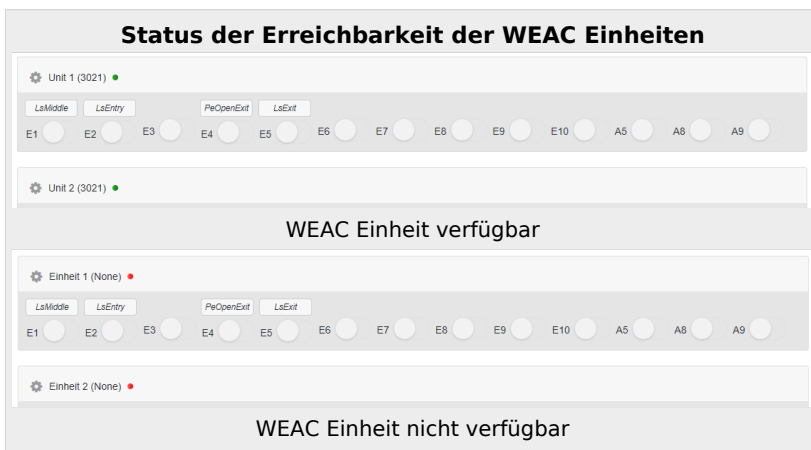 Status der Erreichbarkeit der WEAC Einheiten
Unit 1 (3021)
LsMiddle LsEntry PeOpenExit LsExit
E1 E2 E3 E4 E5 E6 E7 E8 E9 E10 A5 A8 A9
Unit 2 (3021)
WEAC Einheit verfügbar
Einheit 1 (None)
LsMiddle LsEntry PeOpenExit LsExit
E1 E2 E3 E4 E5 E6 E7 E8 E9 E10 A5 A8 A9
Einheit 2 (None)
WEAC Einheit nicht verfügbar